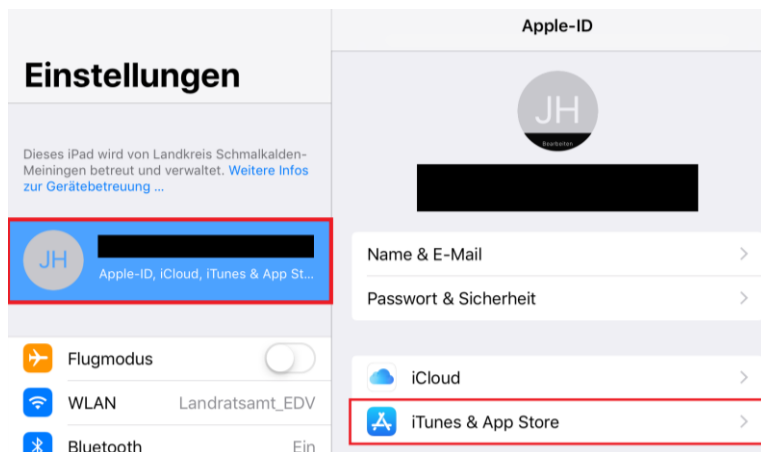 Einstellungen
Dieses iPad wird von Landkreis Schmalkalden-
Meiningen betreut und verwaltet. Weitere Infos
zur Gerätebetreuung ...
JH
Apple-ID, iCloud, iTunes & App St...
Flugmodus
WLAN Landratsamt_EDV
Bluetooth Ein
Apple-ID
JH
Bearbeiten
Name & E-Mail
Passwort & Sicherheit
iCloud
iTunes & App Store